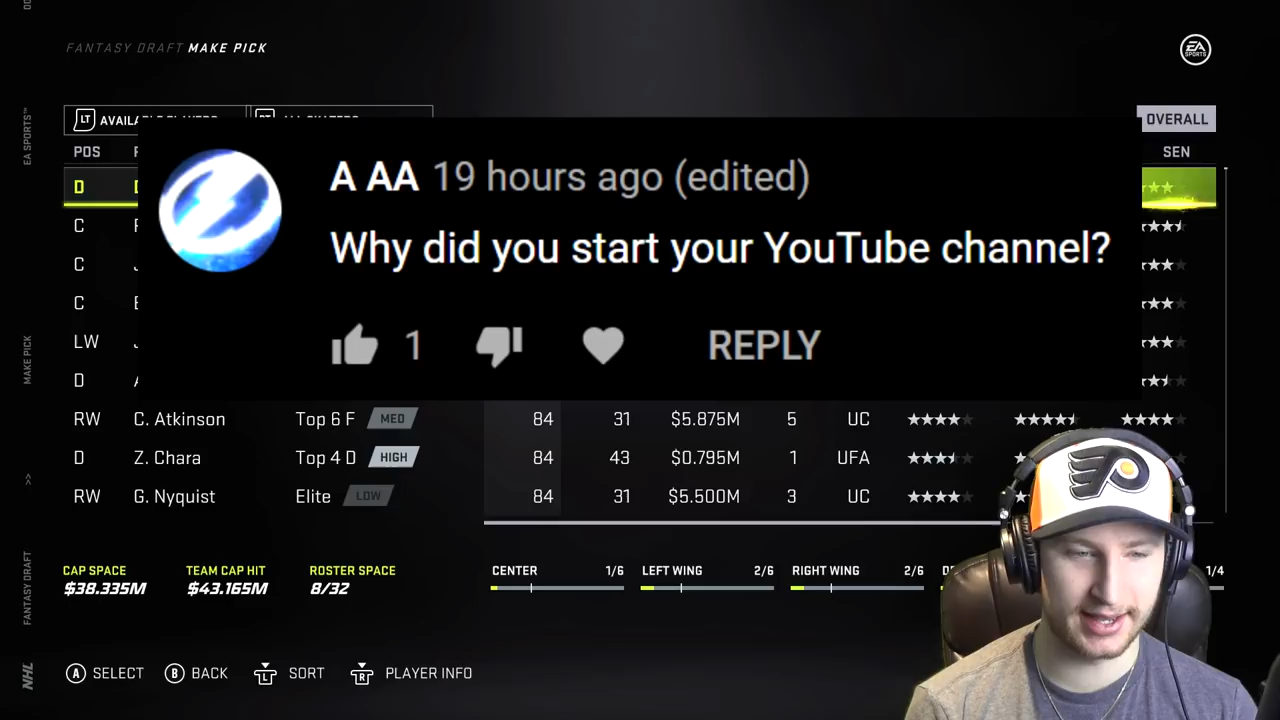 FANTASY DRAFT MAKE PICK
EA SPORTS
LT
OVERALL
POS
SEN
A AA 19 hours ago (edited)
Why did you start your YouTube channel?
1
REPLY
D
C
C
C
LW
D
RW C. Atkinson Top 6 F MED 84 31 $5.875M 5 UC
D Z. Chara Top 4 D HIGH 84 43 $0.795M 1 UFA
RW G. Nyquist Elite LOW 84 31 $5.500M 3 UC
CAP SPACE TEAM CAP HIT ROSTER SPACE
$38.335M $43.165M 8/32
CENTER 1/6 LEFT WING 2/6 RIGHT WING 2/6 1/4
A SELECT B BACK L SORT R PLAYER INFO
EA SPORTS™
MAKE PICK
>>
FANTASY DRAFT
NHL